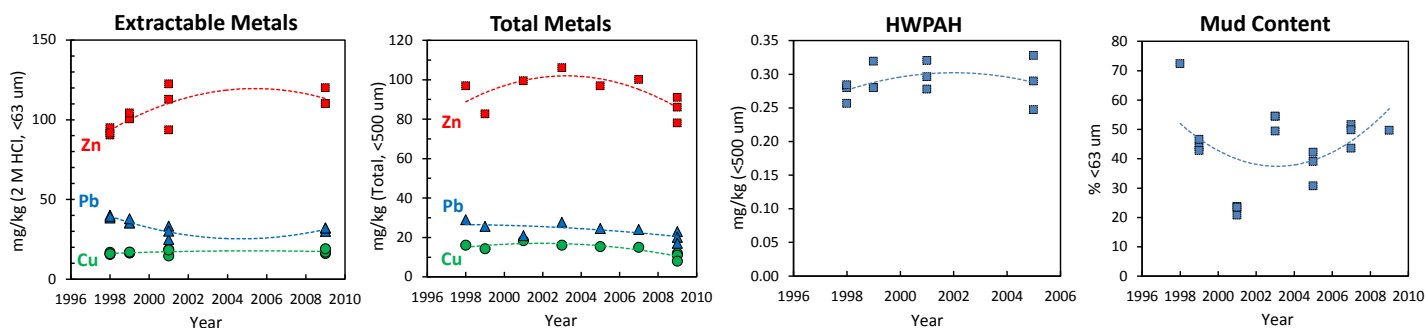 Extractable Metals
mg/kg (2 M HCl, <63 um)
150
100
50
0
Zn
Pb
Cu
1996 1998 2000 2002 2004 2006 2008 2010
Year
Total Metals
mg/kg (Total, <500 um)
120
100
80
60
40
20
0
Zn
Pb
Cu
1996 1998 2000 2002 2004 2006 2008 2010
Year
HWPAH
mg/kg (<500 um)
0.35
0.30
0.25
0.20
0.15
0.10
0.05
0.00
1996 1998 2000 2002 2004 2006
Year
Mud Content
% <63 um
80
70
60
50
40
30
20
10
0
1996 1998 2000 2002 2004 2006 2008 2010
Year